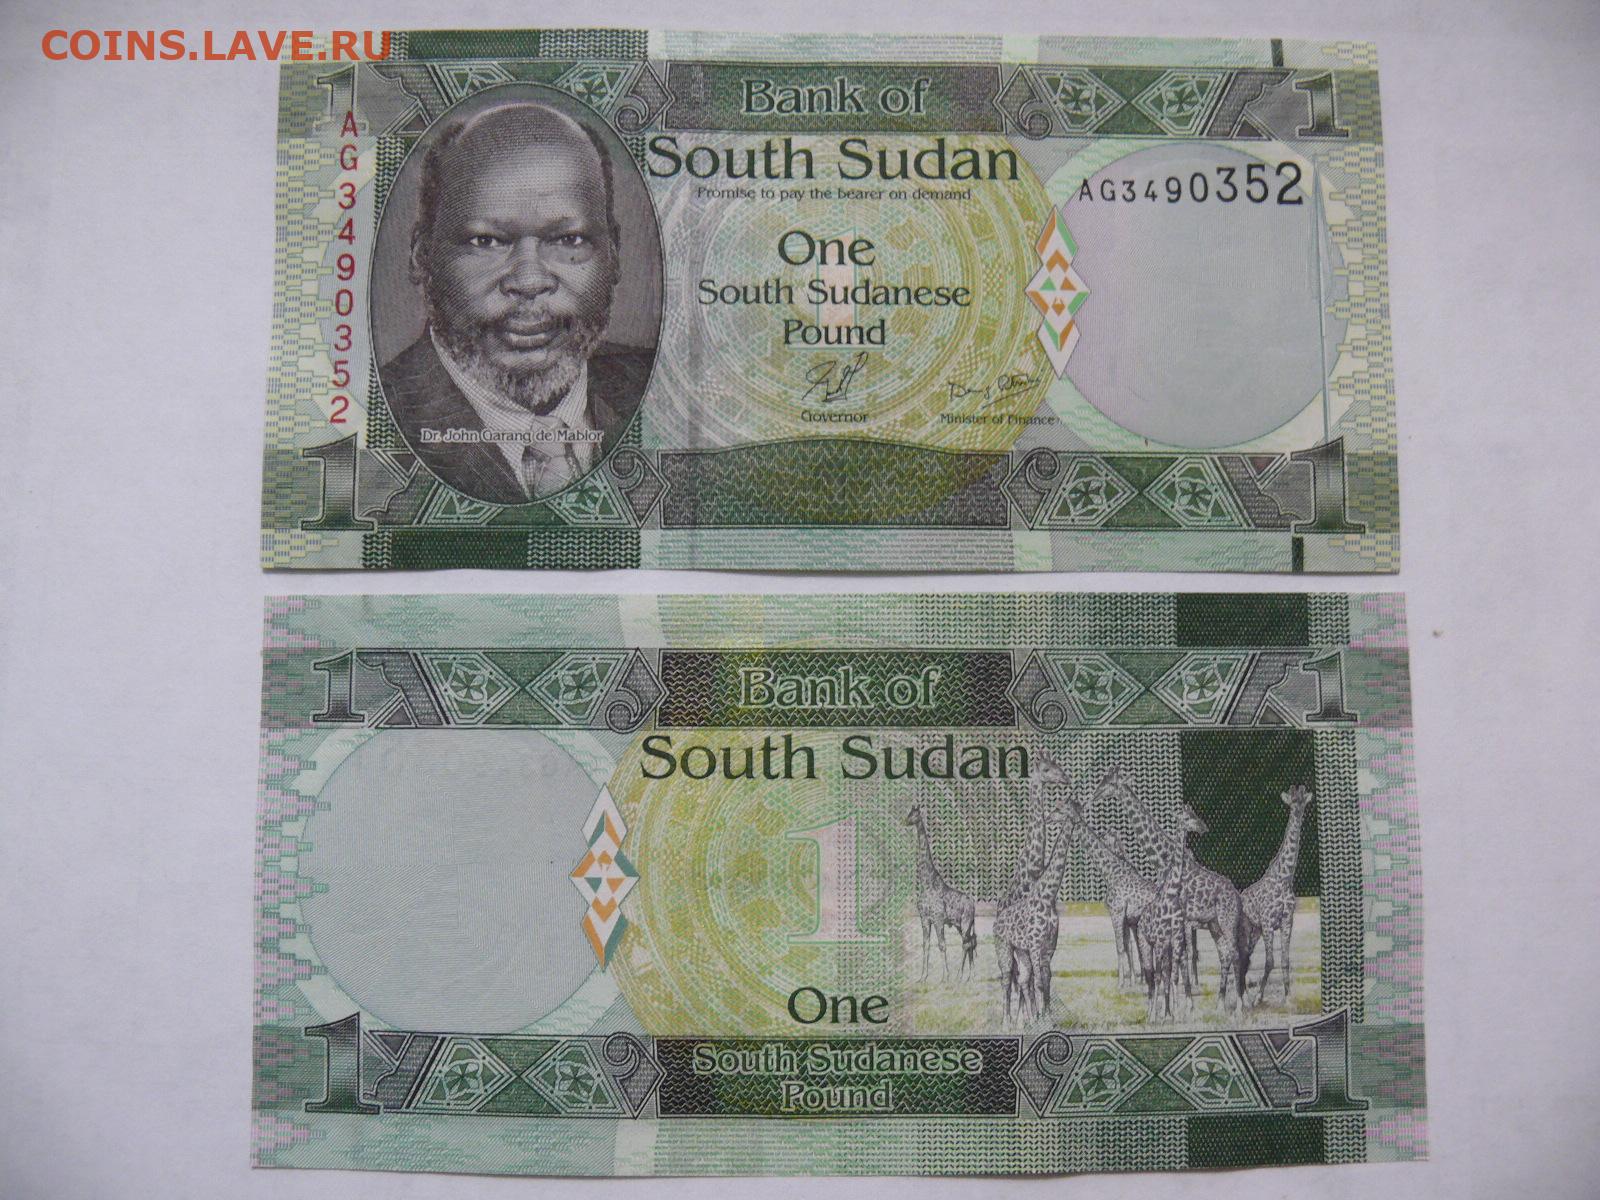 COINS.LAVE.RU
1
1
Bank of
South Sudan
Promise to pay the bearer on demand
AG3490352
AG3490352
One
South Sudanese
Pound
1
Governor
Minister of Finance
Dr. John Garang de Mabior
1
1
1
1
Bank of
South Sudan
1
One
South Sudanese
Pound
1
1